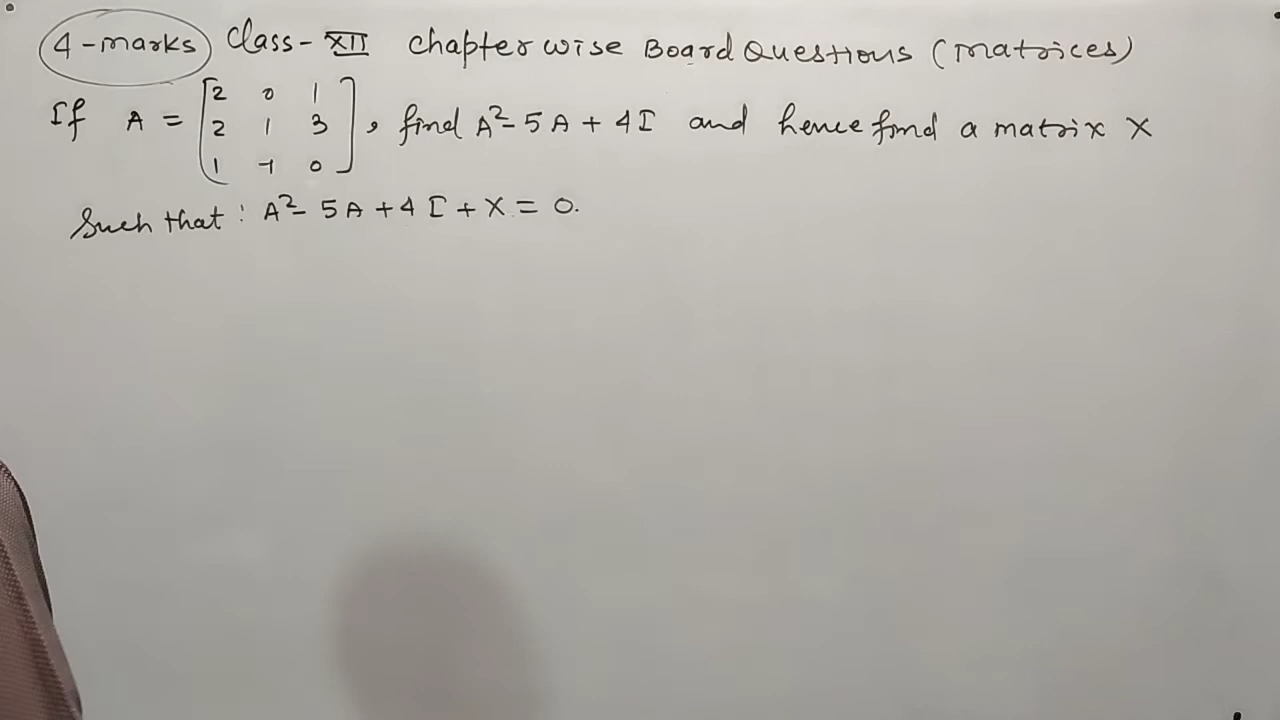 4-marks Class-XII Chapterwise Board Questions (Matrices)
If A = [2 0 1
2 1 3
1 -1 0], find A²-5A+4I and hence find a matrix X
Such that: A²-5A+4I+X=0.